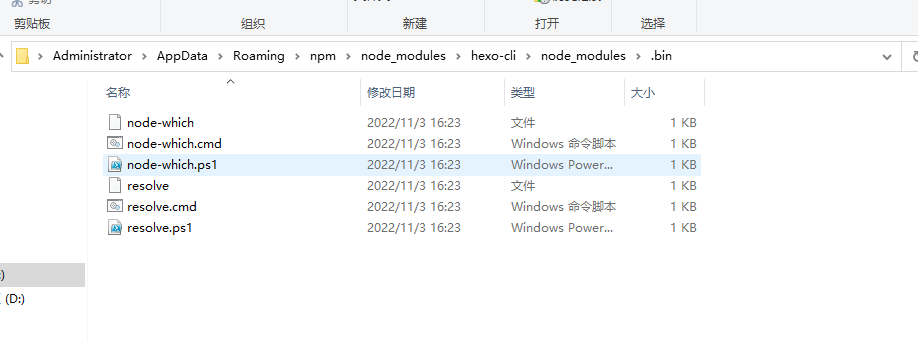 剪贴板 组织 新建 打开 选择
Administrator > AppData > Roaming > npm > node_modules > hexo-cli > node_modules > .bin
名称 修改日期 类型 大小
node-which 2022/11/3 16:23 文件 1 KB
node-which.cmd 2022/11/3 16:23 Windows 命令脚本 1 KB
node-which.ps1 2022/11/3 16:23 Windows Power... 1 KB
resolve 2022/11/3 16:23 文件 1 KB
resolve.cmd 2022/11/3 16:23 Windows 命令脚本 1 KB
resolve.ps1 2022/11/3 16:23 Windows Power... 1 KB
:)
(D:)